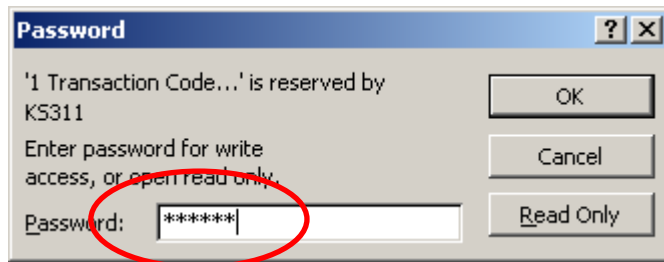 Password
'1 Transaction Code...' is reserved by
KS311
OK
Enter password for write
access, or open read only.
Cancel
Password: ******
Read Only